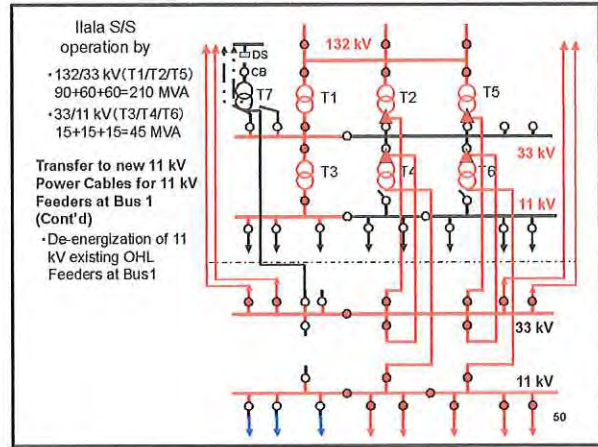 Ilala S/S
operation by
・132/33 kV(T1/T2/T5)
90+60+60=210 MVA
・33/11 kV(T3/T4/T6)
15+15+15=45 MVA
Transfer to new 11 kV
Power Cables for 11 kV
Feeders at Bus 1
(Cont'd)
・De-energization of 11
kV existing OHL
Feeders at Bus1
DS
CB
T7
132 kV
T1
T2
T5
33 kV
T3
T4
T6
11 kV
33 kV
11 kV
50